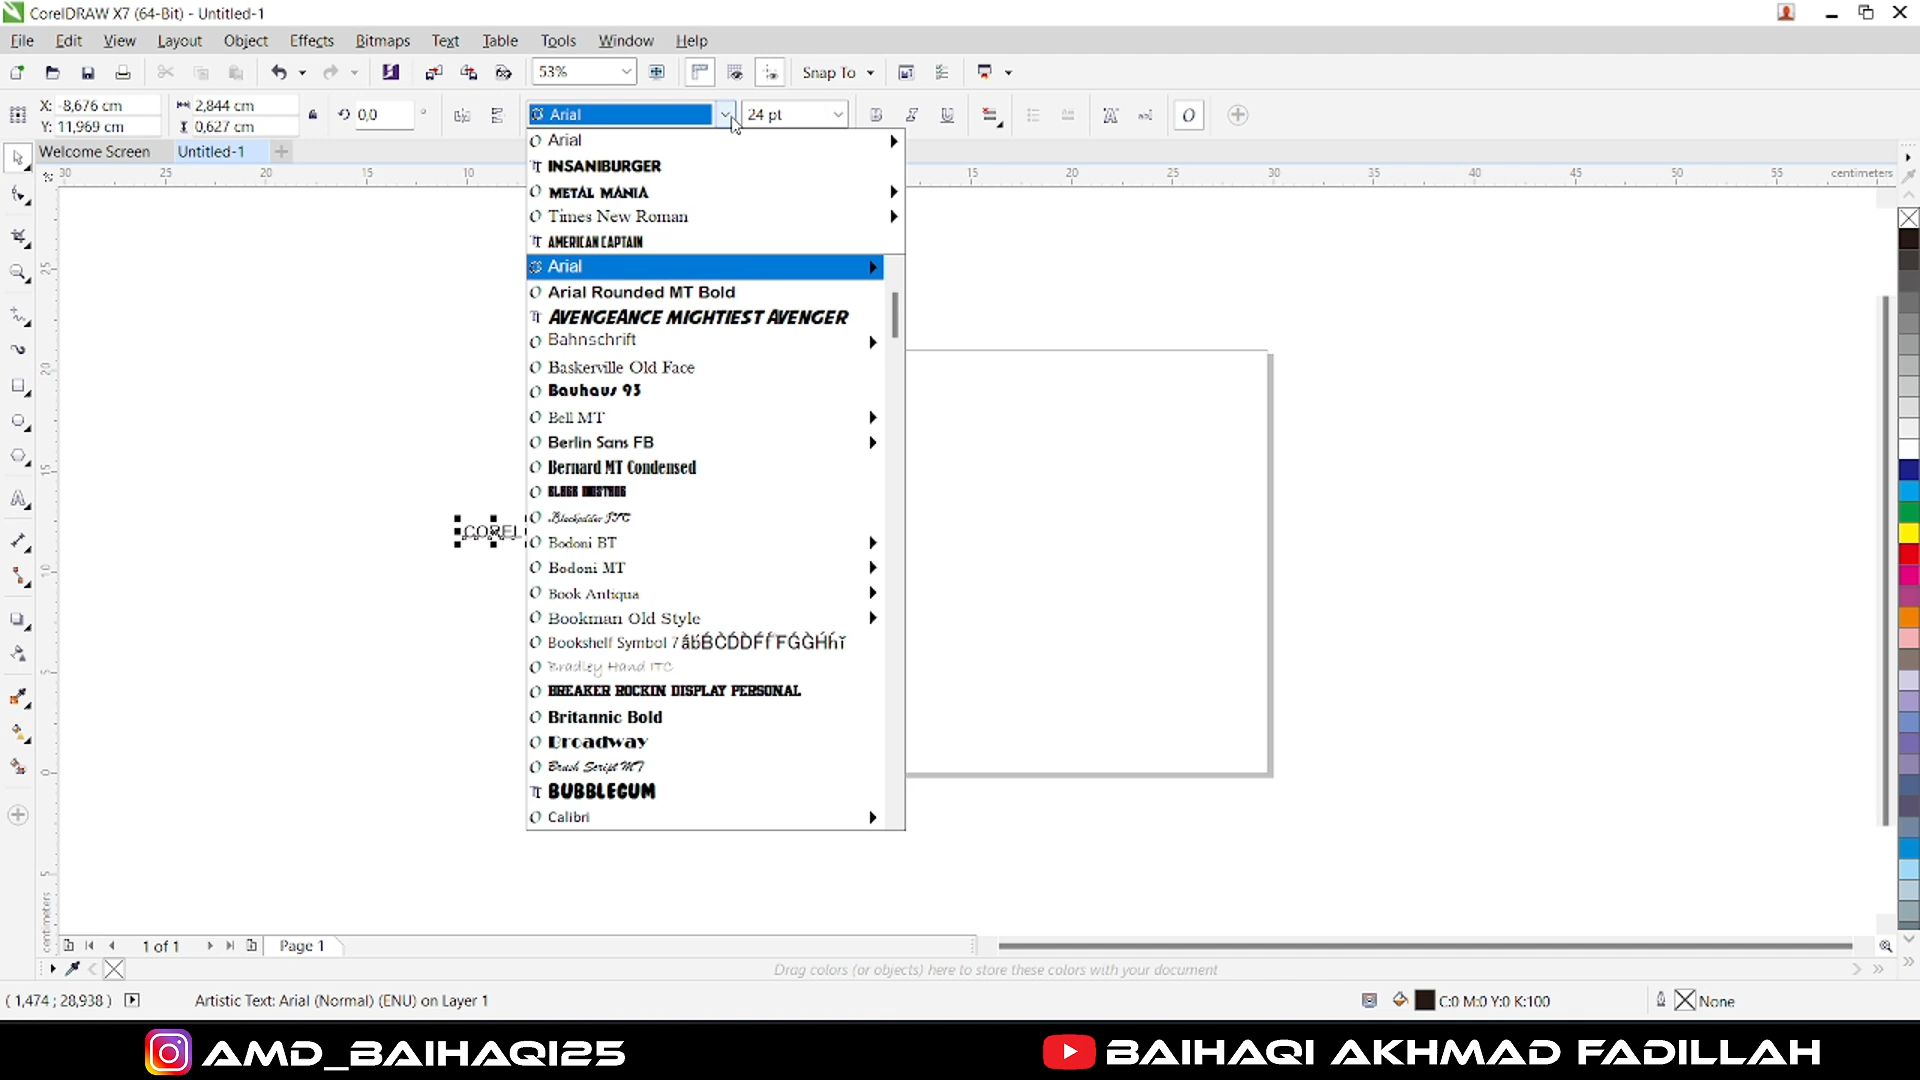 CorelDRAW X7 (64-Bit) - Untitled-1
File Edit View Layout Object Effects Bitmaps Text Table Tools Window Help
53% Snap To
X: -8,676 cm 2,844 cm 0,0 ° Arial 24 pt
Y: 11,969 cm 0,627 cm
Welcome Screen Untitled-1
30 25 20 15 10 15 20 25 30 35 40 45 50 55 centimeters
Arial
INSANIBURGER
METAL MANIA
Times New Roman
AMERICAN CAPTAIN
Arial
Arial Rounded MT Bold
AVENGEANCE MIGHTIEST AVENGER
Bahnschrift
Baskerville Old Face
Bauhaus 93
Bell MT
Berlin Sans FB
Bernard MT Condensed
Blackadder ITC
COREL
Bodoni BT
Bodoni MT
Book Antiqua
Bookman Old Style
Bookshelf Symbol 7
Bradley Hand ITC
BREAKER ROCKIN DISPLAY PERSONAL
Britannic Bold
Broadway
Brush Script MT
BUBBLEGUM
Calibri
25
20
15
10
5
0
5
centimeters
1 of 1 Page 1
Drag colors (or objects) here to store these colors with your document
( 1,474 ; 28,938 ) Artistic Text: Arial (Normal) (ENU) on Layer 1 C:0 M:0 Y:0 K:100 None
AMD_BAIHAQI25 BAIHAQI AKHMAD FADILLAH